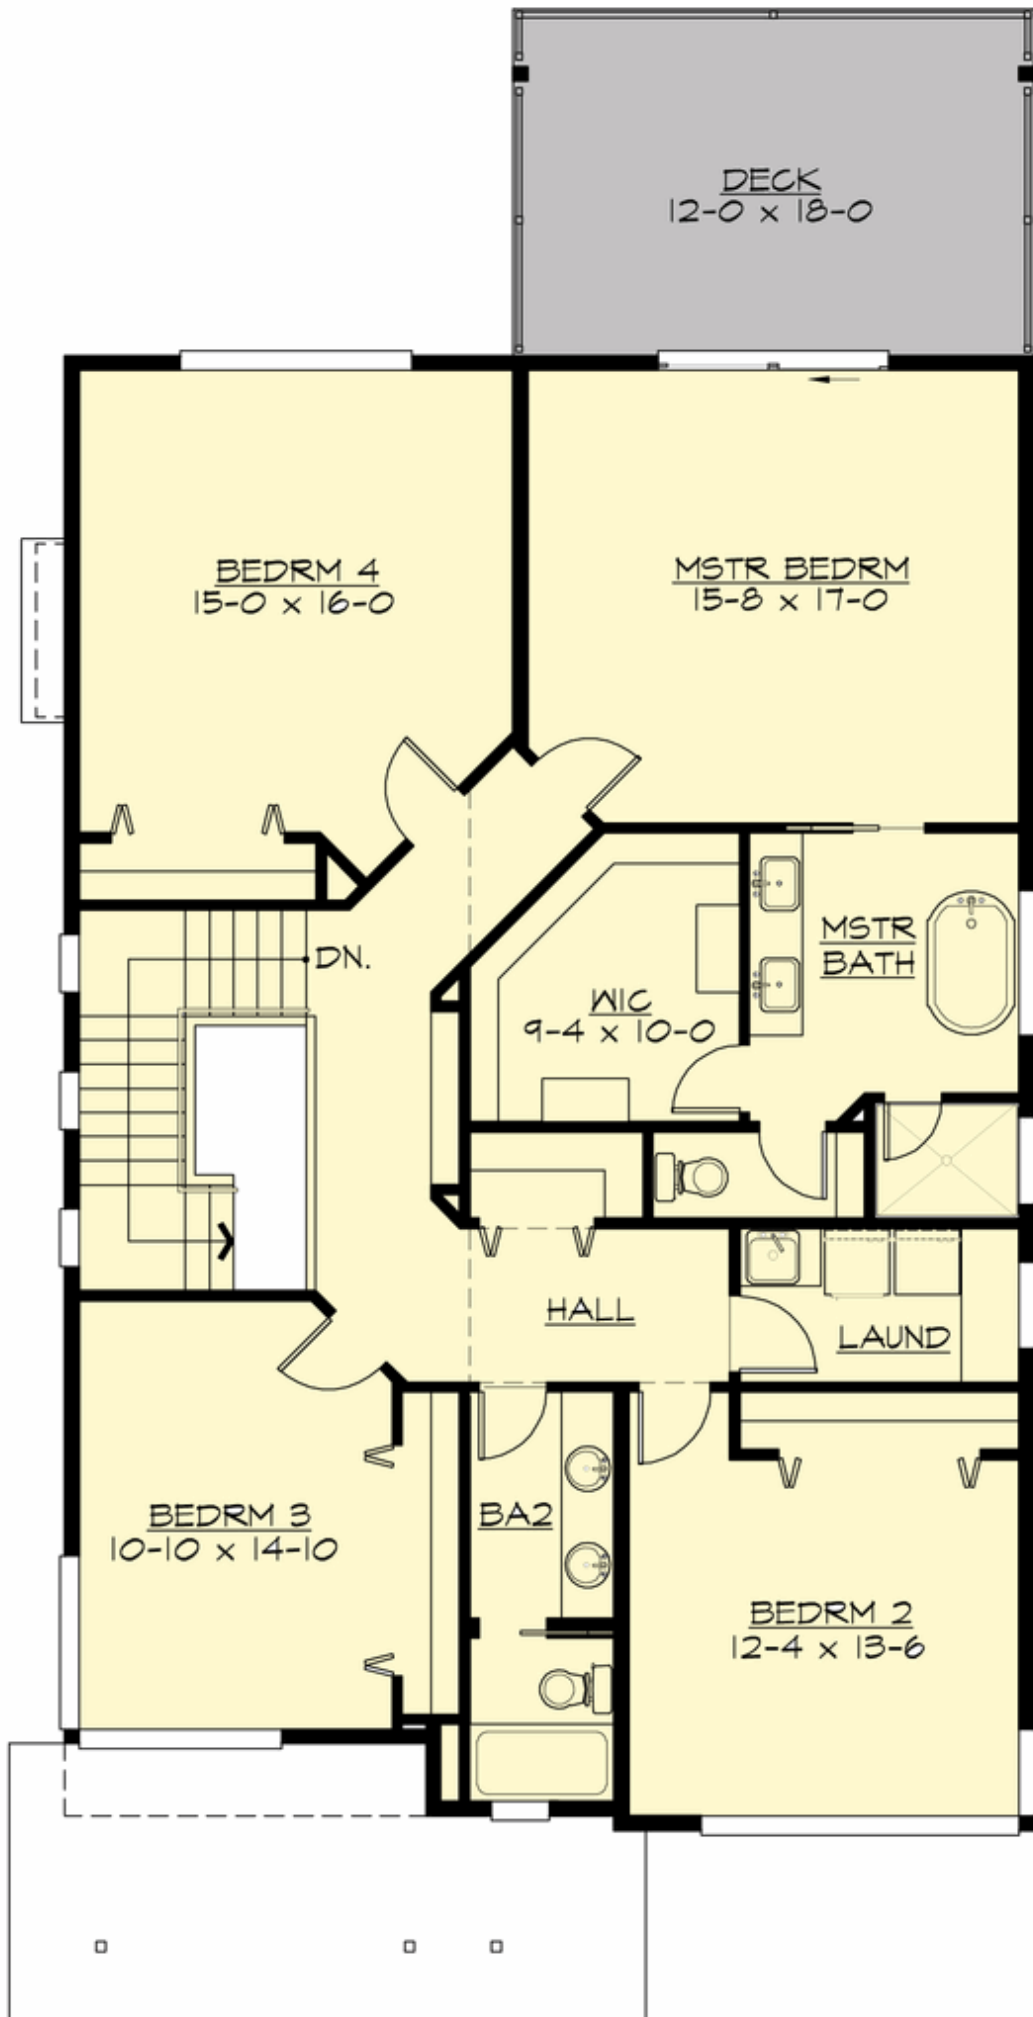 DECK
12-0 x 18-0
BEDRM 4
15-0 x 16-0
MSTR BEDRM
15-8 x 17-0
MSTR
BATH
DN.
WIC
9-4 x 10-0
HALL
LAUND
BEDRM 3
10-10 x 14-10
BA2
BEDRM 2
12-4 x 13-6